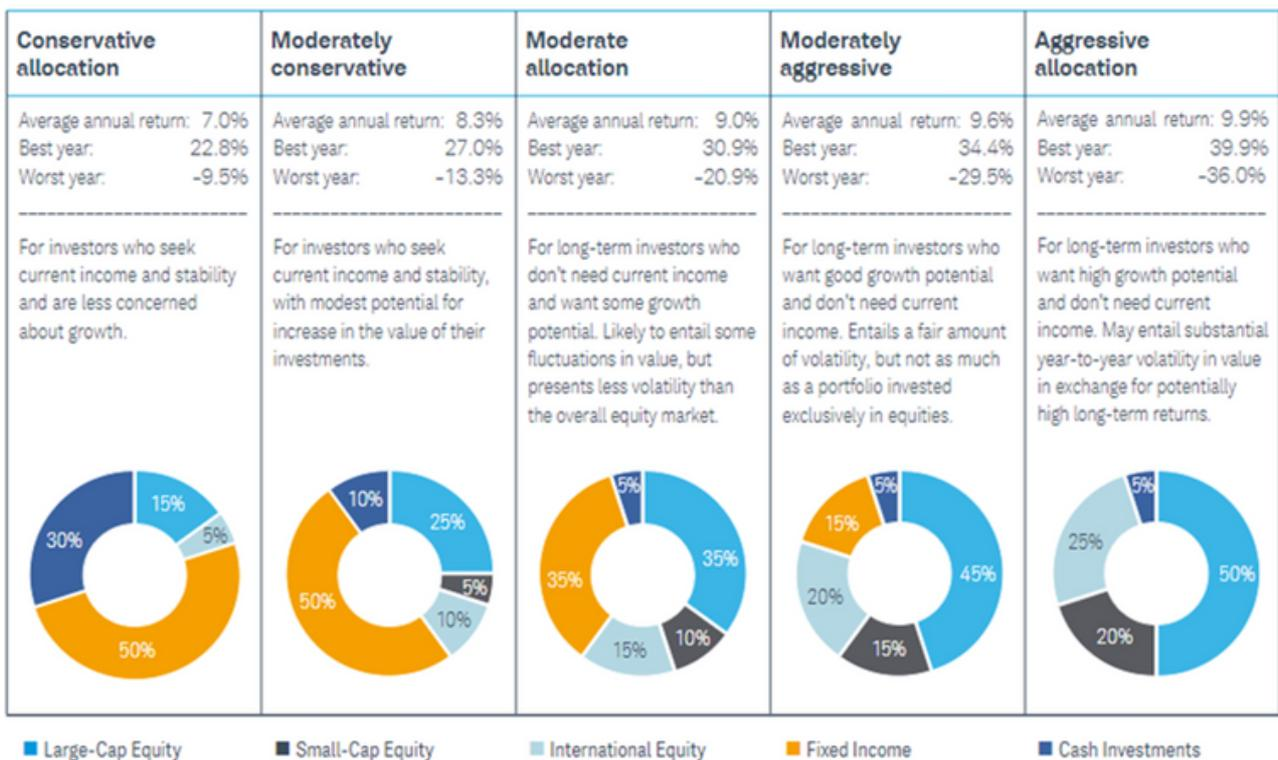 Conservative
allocation
Average annual return: 7.0%
Best year: 22.8%
Worst year: -9.5%
For investors who seek
current income and stability
and are less concerned
about growth.
15%
5%
50%
30%
Moderately
conservative
Average annual return: 8.3%
Best year: 27.0%
Worst year: -13.3%
For investors who seek
current income and stability,
with modest potential for
increase in the value of their
investments.
25%
5%
10%
50%
10%
Moderate
allocation
Average annual return: 9.0%
Best year: 30.9%
Worst year: -20.9%
For long-term investors who
don't need current income
and want some growth
potential. Likely to entail some
fluctuations in value, but
presents less volatility than
the overall equity market.
35%
10%
15%
35%
5%
Moderately
aggressive
Average annual return: 9.6%
Best year: 34.4%
Worst year: -29.5%
For long-term investors who
want good growth potential
and don't need current
income. Entails a fair amount
of volatility, but not as much
as a portfolio invested
exclusively in equities.
45%
15%
20%
15%
5%
Aggressive
allocation
Average annual return: 9.9%
Best year: 39.9%
Worst year: -36.0%
For long-term investors who
want high growth potential
and don't need current
income. May entail substantial
year-to-year volatility in value
in exchange for potentially
high long-term returns.
50%
20%
25%
5%
Large-Cap Equity
Small-Cap Equity
International Equity
Fixed Income
Cash Investments